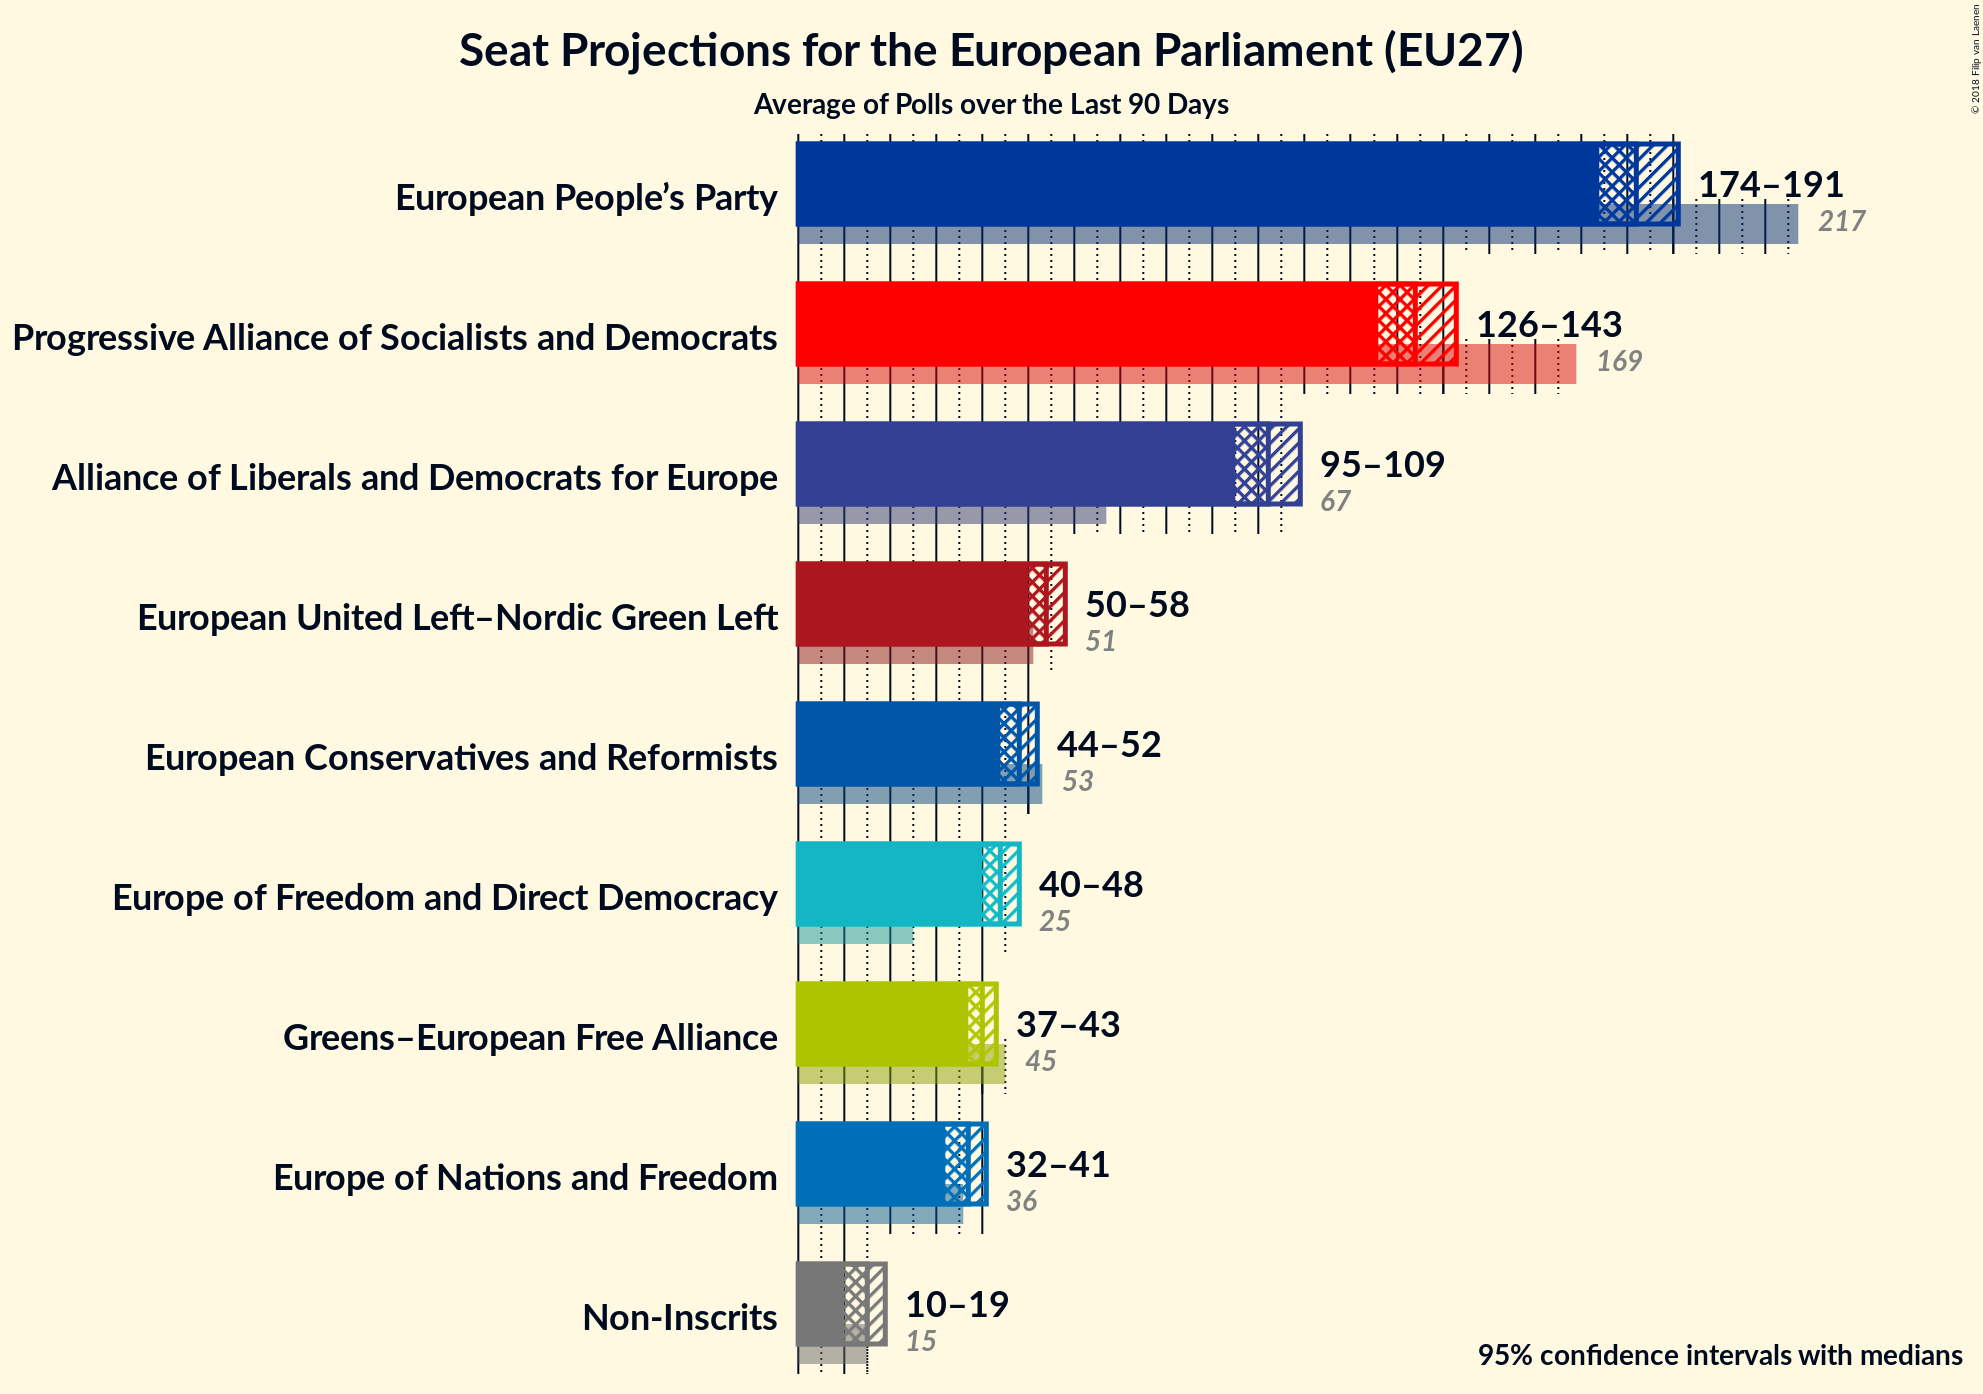 Seat Projections for the European Parliament (EU27)
Average of Polls over the Last 90 Days
© 2018 Filip van Laenen
European People’s Party
174–191
217
Progressive Alliance of Socialists and Democrats
126–143
169
Alliance of Liberals and Democrats for Europe
95–109
67
European United Left–Nordic Green Left
50–58
51
European Conservatives and Reformists
44–52
53
Europe of Freedom and Direct Democracy
40–48
25
Greens–European Free Alliance
37–43
45
Europe of Nations and Freedom
32–41
36
Non-Inscrits
10–19
15
95% confidence intervals with medians